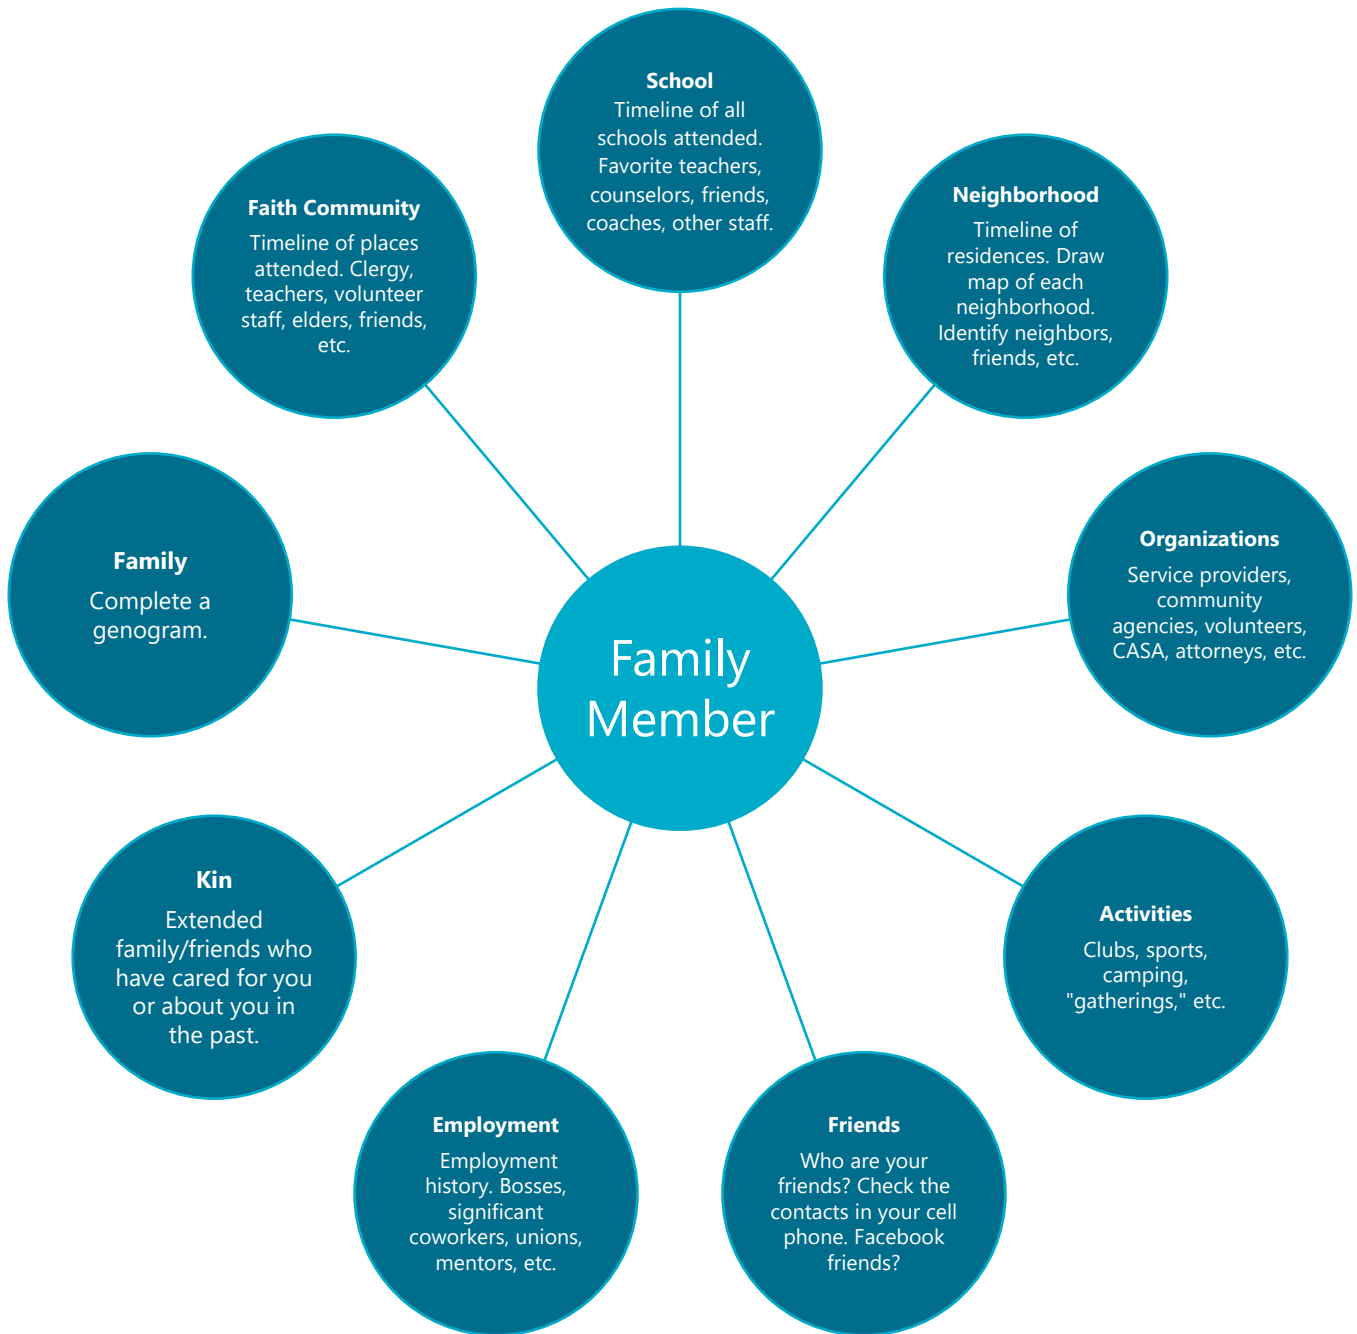 School
Timeline of all
schools attended.
Favorite teachers,
counselors, friends,
coaches, other staff.
Neighborhood
Timeline of
residences. Draw
map of each
neighborhood.
Identify neighbors,
friends, etc.
Organizations
Service providers,
community
agencies, volunteers,
CASA, attorneys, etc.
Activities
Clubs, sports,
camping,
"gatherings," etc.
Friends
Who are your
friends? Check the
contacts in your cell
phone. Facebook
friends?
Employment
Employment
history. Bosses,
significant
coworkers, unions,
mentors, etc.
Kin
Extended
family/friends who
have cared for you
or about you in
the past.
Family
Complete a
genogram.
Faith Community
Timeline of places
attended. Clergy,
teachers, volunteer
staff, elders, friends,
etc.
Family
Member